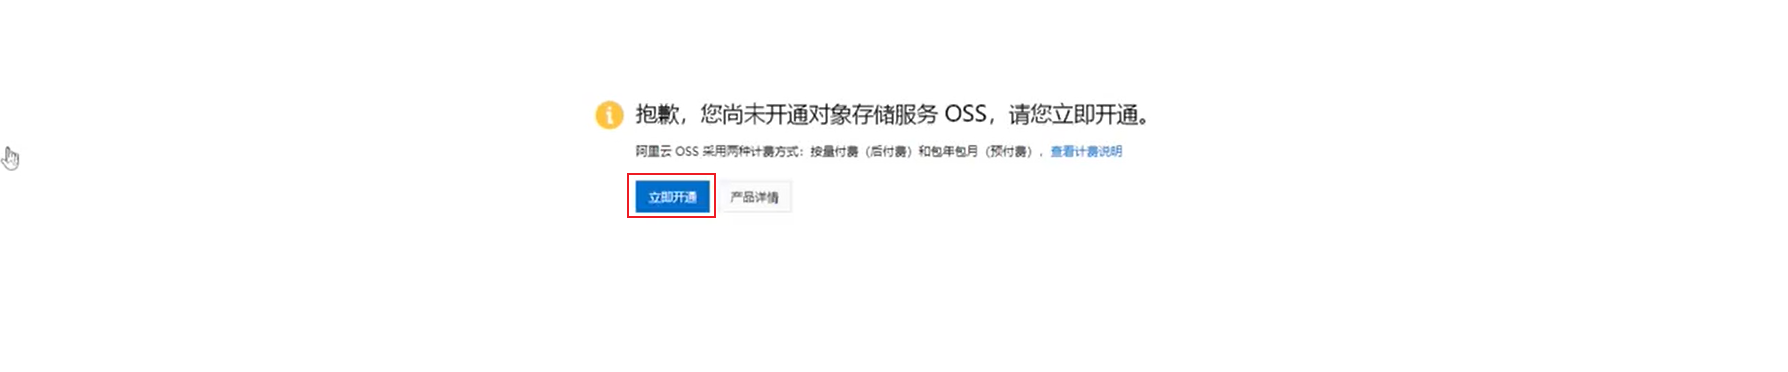 抱歉，您尚未开通对象存储服务 OSS，请您立即开通。
阿里云 OSS 采用两种计费方式：按量付费（后付费）和包年包月（预付费），查看计费说明
立即开通 产品详情